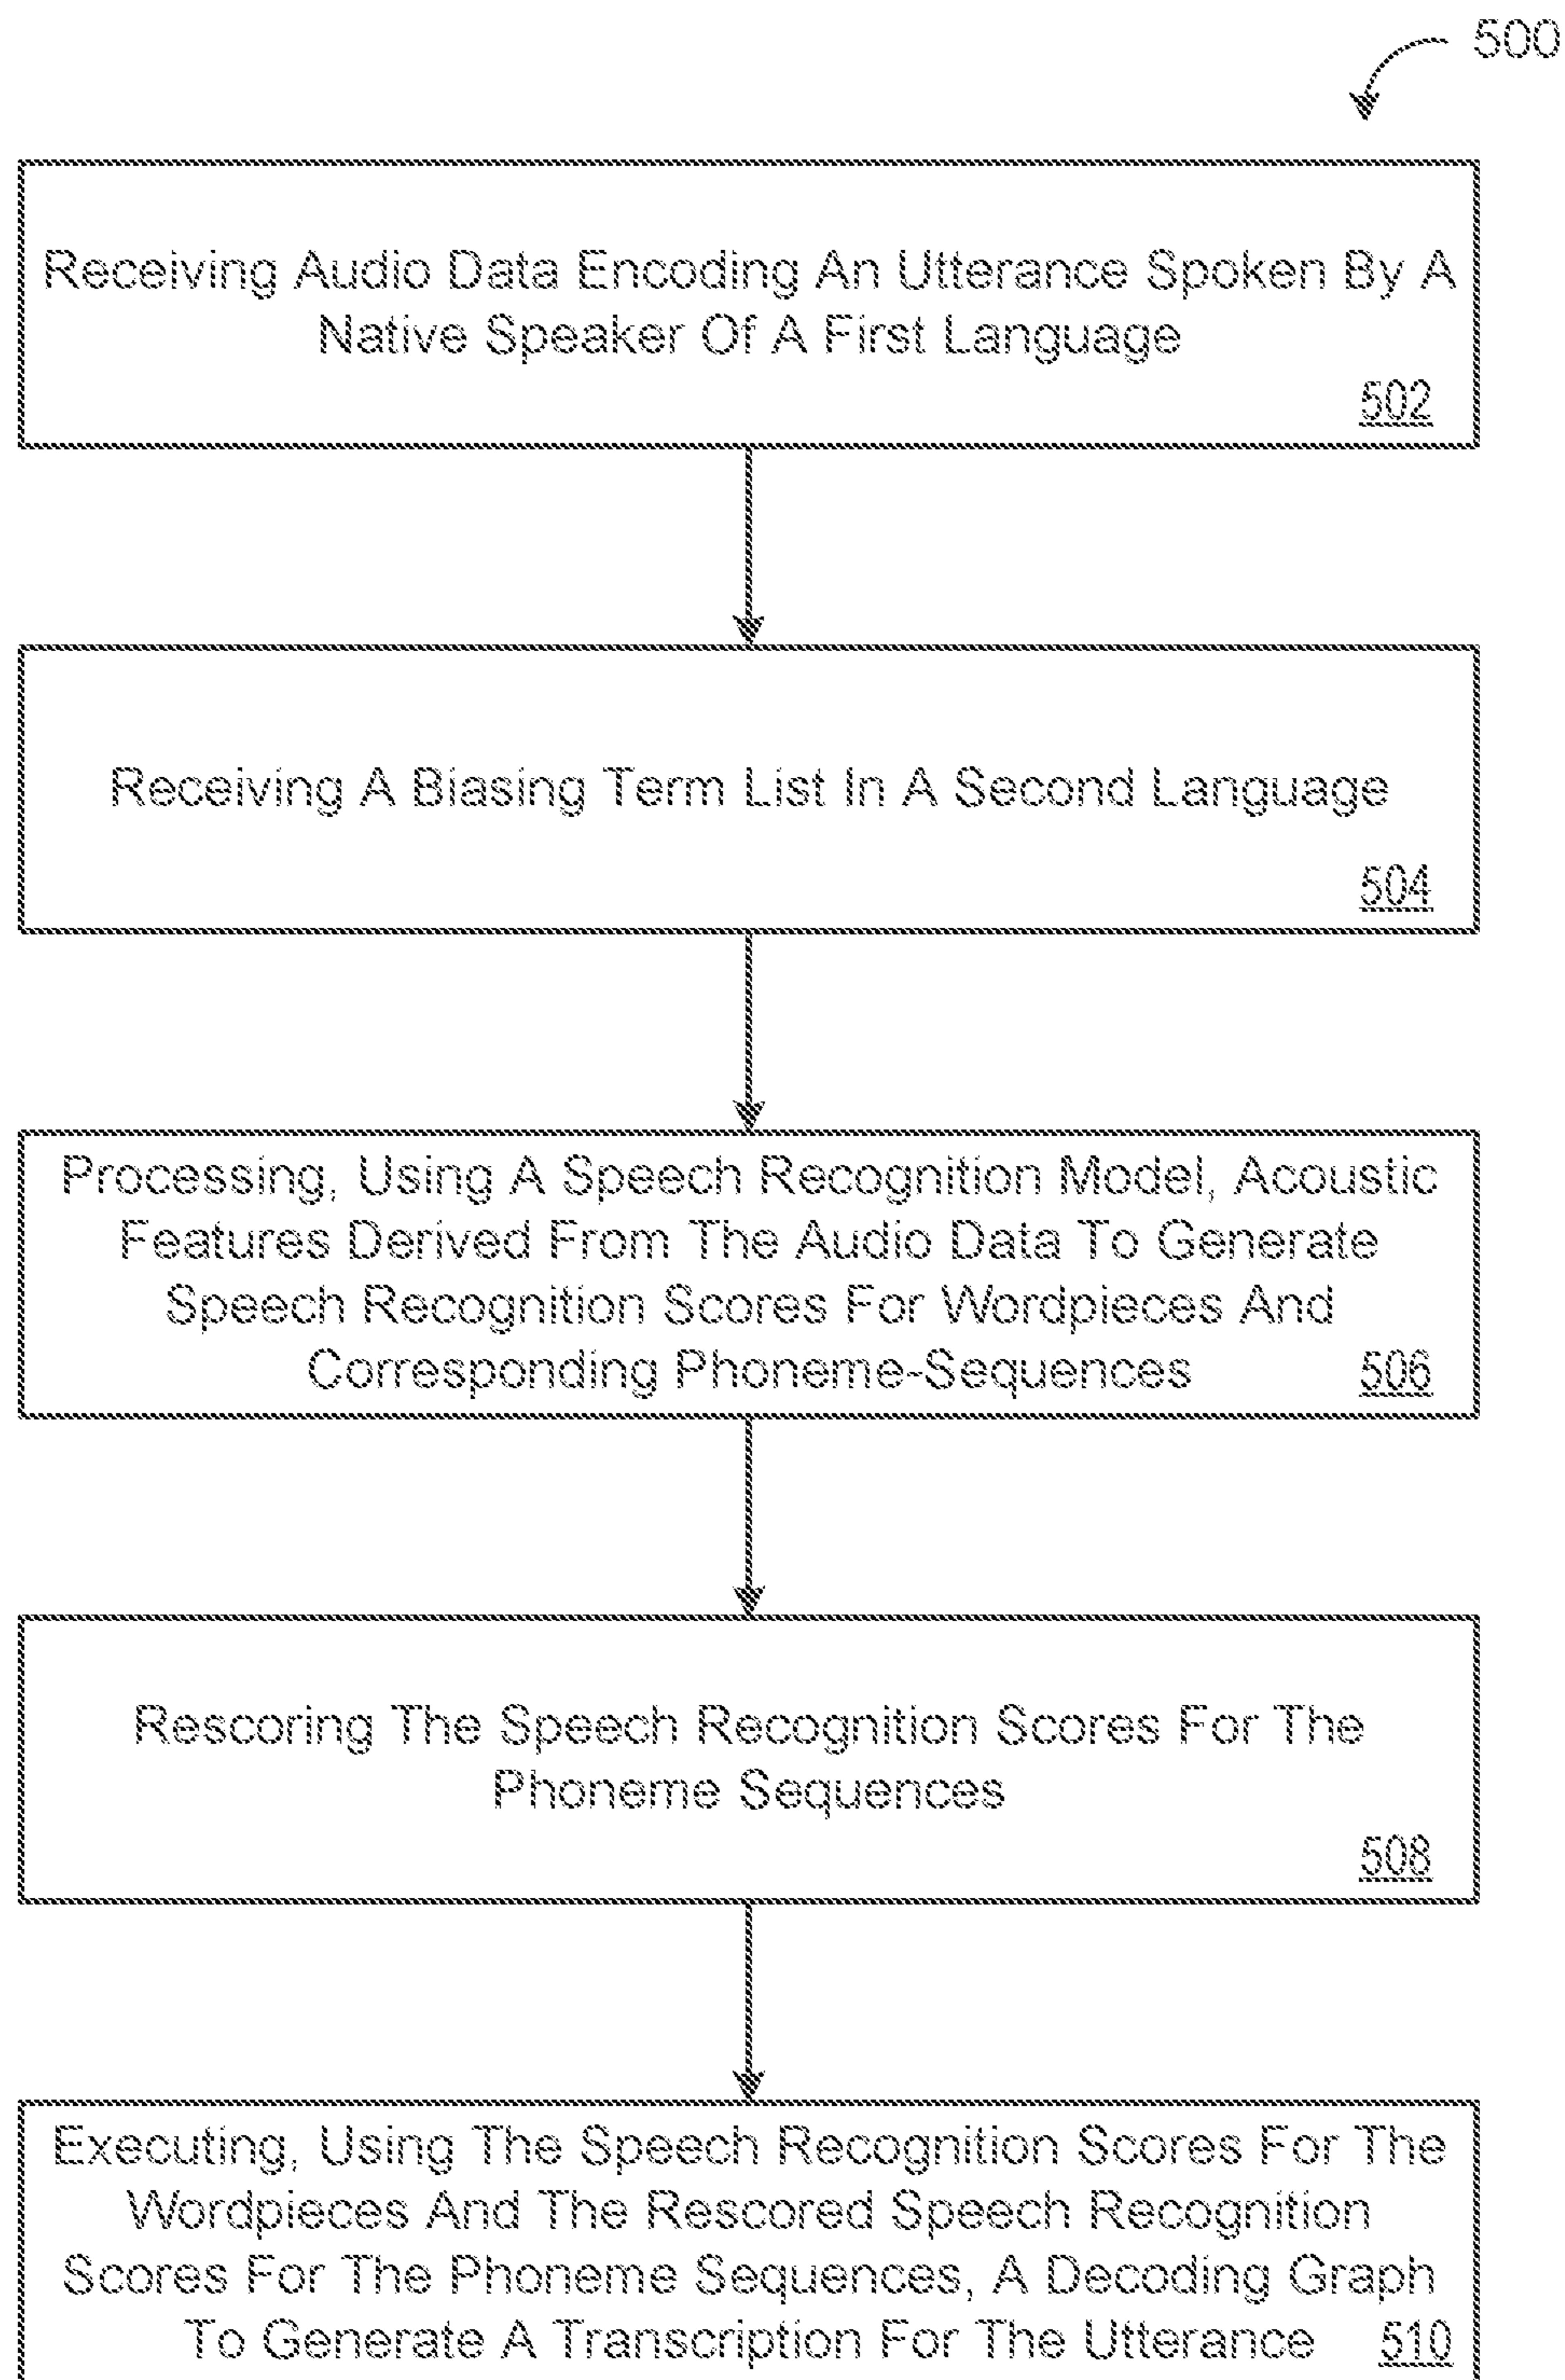 500
Receiving Audio Data Encoding An Utterance Spoken By A
Native Speaker Of A First Language
502
Receiving A Biasing Term List In A Second Language
504
Processing, Using A Speech Recognition Model, Acoustic
Features Derived From The Audio Data To Generate
Speech Recognition Scores For Wordpieces And
Corresponding Phoneme-Sequences 506
Rescoring The Speech Recognition Scores For The
Phoneme Sequences
508
Executing, Using The Speech Recognition Scores For The
Wordpieces And The Rescored Speech Recognition
Scores For The Phoneme Sequences, A Decoding Graph
To Generate A Transcription For The Utterance 510